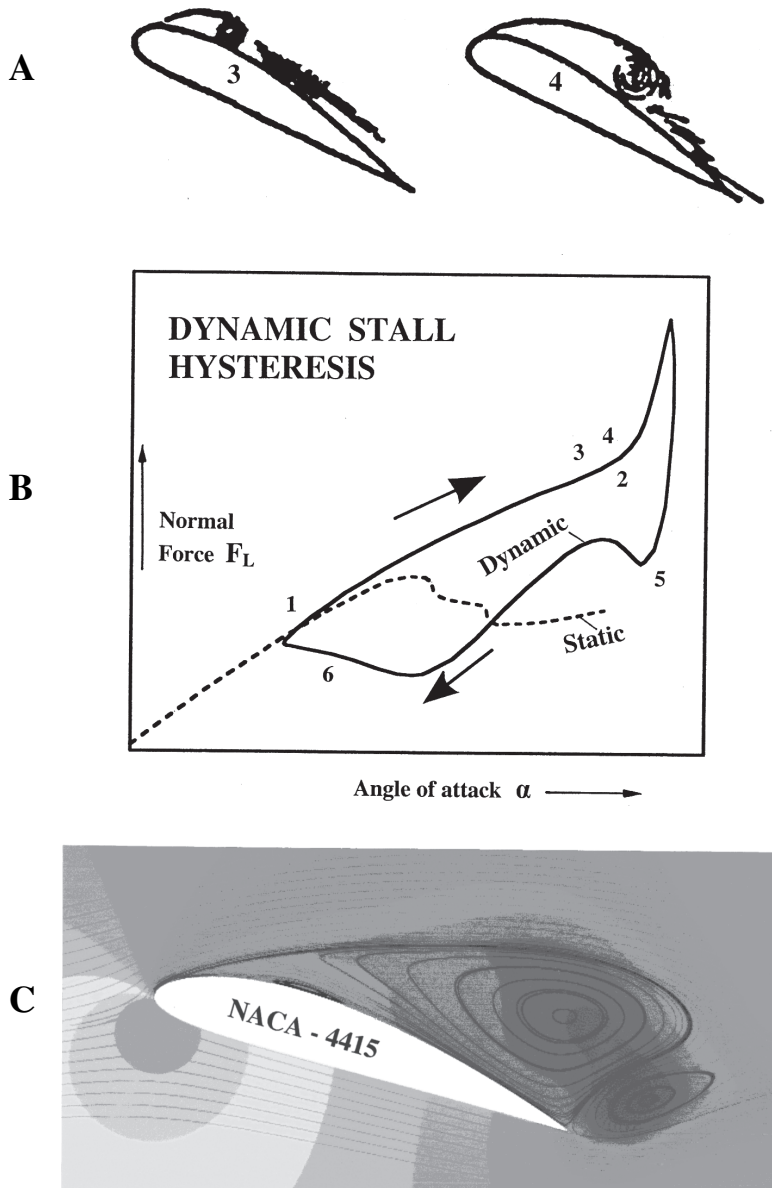 A
3
4
B
DYNAMIC STALL
HYSTERESIS
4
3
2
Normal
Force F_L
Dynamic
5
1
Static
6
Angle of attack α
C
NACA - 4415